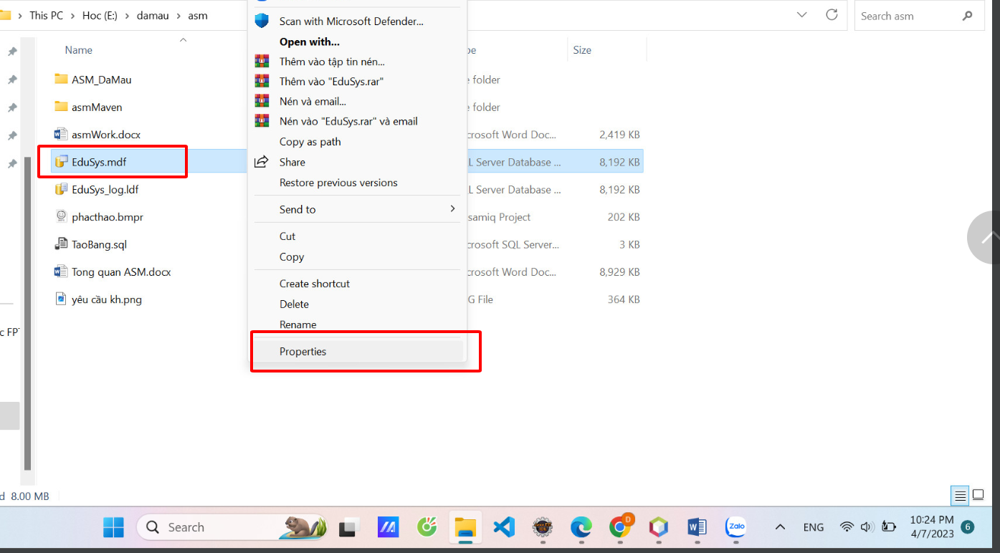 This PC > Hoc (E:) > damau > asm
Search asm
Name
Size
ASM_DaMau
folder
asmMaven
folder
asmWork.docx
2,419 KB
EduSys.mdf
L Server Database ...
8,192 KB
EduSys_log.ldf
L Server Database ...
8,192 KB
phacthao.bmpr
samiq Project
202 KB
TaoBang.sql
crosoft SQL Server...
3 KB
Tong quan ASM.docx
crosoft Word Doc...
8,929 KB
yêu cầu kh.png
G File
364 KB
Scan with Microsoft Defender...
Open with...
Thêm vào tập tin nén...
Thêm vào "EduSys.rar"
Nén và email...
Nén vào "EduSys.rar" và email
Copy as path
Share
Restore previous versions
Send to
Cut
Copy
Create shortcut
Delete
Rename
Properties
c FPT
d 8.00 MB
Search
Zalo
ENG
10:24 PM
4/7/2023
6